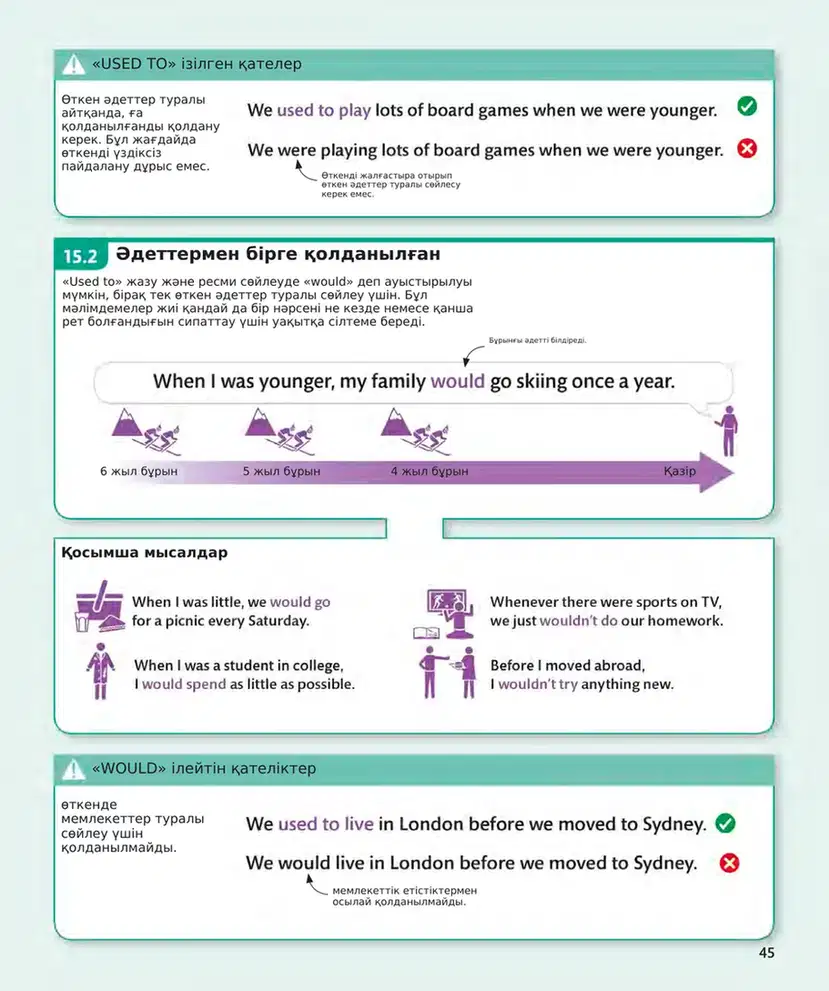 «USED TO» ізілген қателер
Өткен әдеттер туралы
айтқанда, ға
қолданылғанды қолдану
керек. Бұл жағдайда
өткенді үздіксіз
пайдалану дұрыс емес.
We used to play lots of board games when we were younger.
We were playing lots of board games when we were younger.
Өткенді жалғастыра отырып
өткен әдеттер туралы сөйлесу
керек емес.
15.2 Әдеттермен бірге қолданылған
«Used to» жазу және ресми сөйлеуде «would» деп ауыстырылуы
мүмкін, бірақ тек өткен әдеттер туралы сөйлеу үшін. Бұл
мәлімдемелер жиі қандай да бір нәрсені не кезде немесе қанша
рет болғандығын сипаттау үшін уақытқа сілтеме береді.
Бұрынғы әдетті білдіреді.
When I was younger, my family would go skiing once a year.
6 жыл бұрын 5 жыл бұрын 4 жыл бұрын Қазір
Қосымша мысалдар
When I was little, we would go
for a picnic every Saturday.
Whenever there were sports on TV,
we just wouldn't do our homework.
When I was a student in college,
I would spend as little as possible.
Before I moved abroad,
I wouldn't try anything new.
«WOULD» ілейтін қателіктер
өткенде
мемлекеттер туралы
сөйлеу үшін
қолданылмайды.
We used to live in London before we moved to Sydney.
We would live in London before we moved to Sydney.
мемлекеттік етістіктермен
осылай қолданылмайды.
45